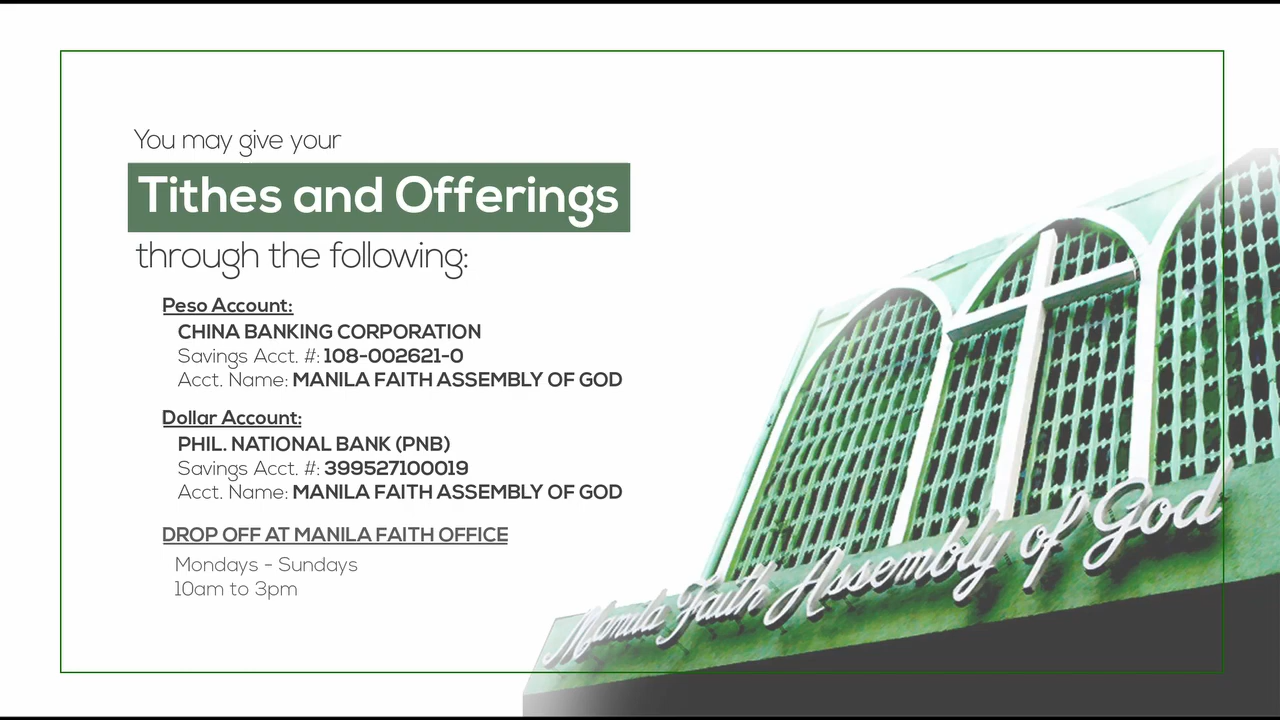 You may give your
Tithes and Offerings
through the following:
Peso Account:
CHINA BANKING CORPORATION
Savings Acct. #: 108-002621-0
Acct. Name: MANILA FAITH ASSEMBLY OF GOD
Dollar Account:
PHIL. NATIONAL BANK (PNB)
Savings Acct. #: 399527100019
Acct. Name: MANILA FAITH ASSEMBLY OF GOD
DROP OFF AT MANILA FAITH OFFICE
Mondays - Sundays
10am to 3pm
Manila Faith Assembly of God